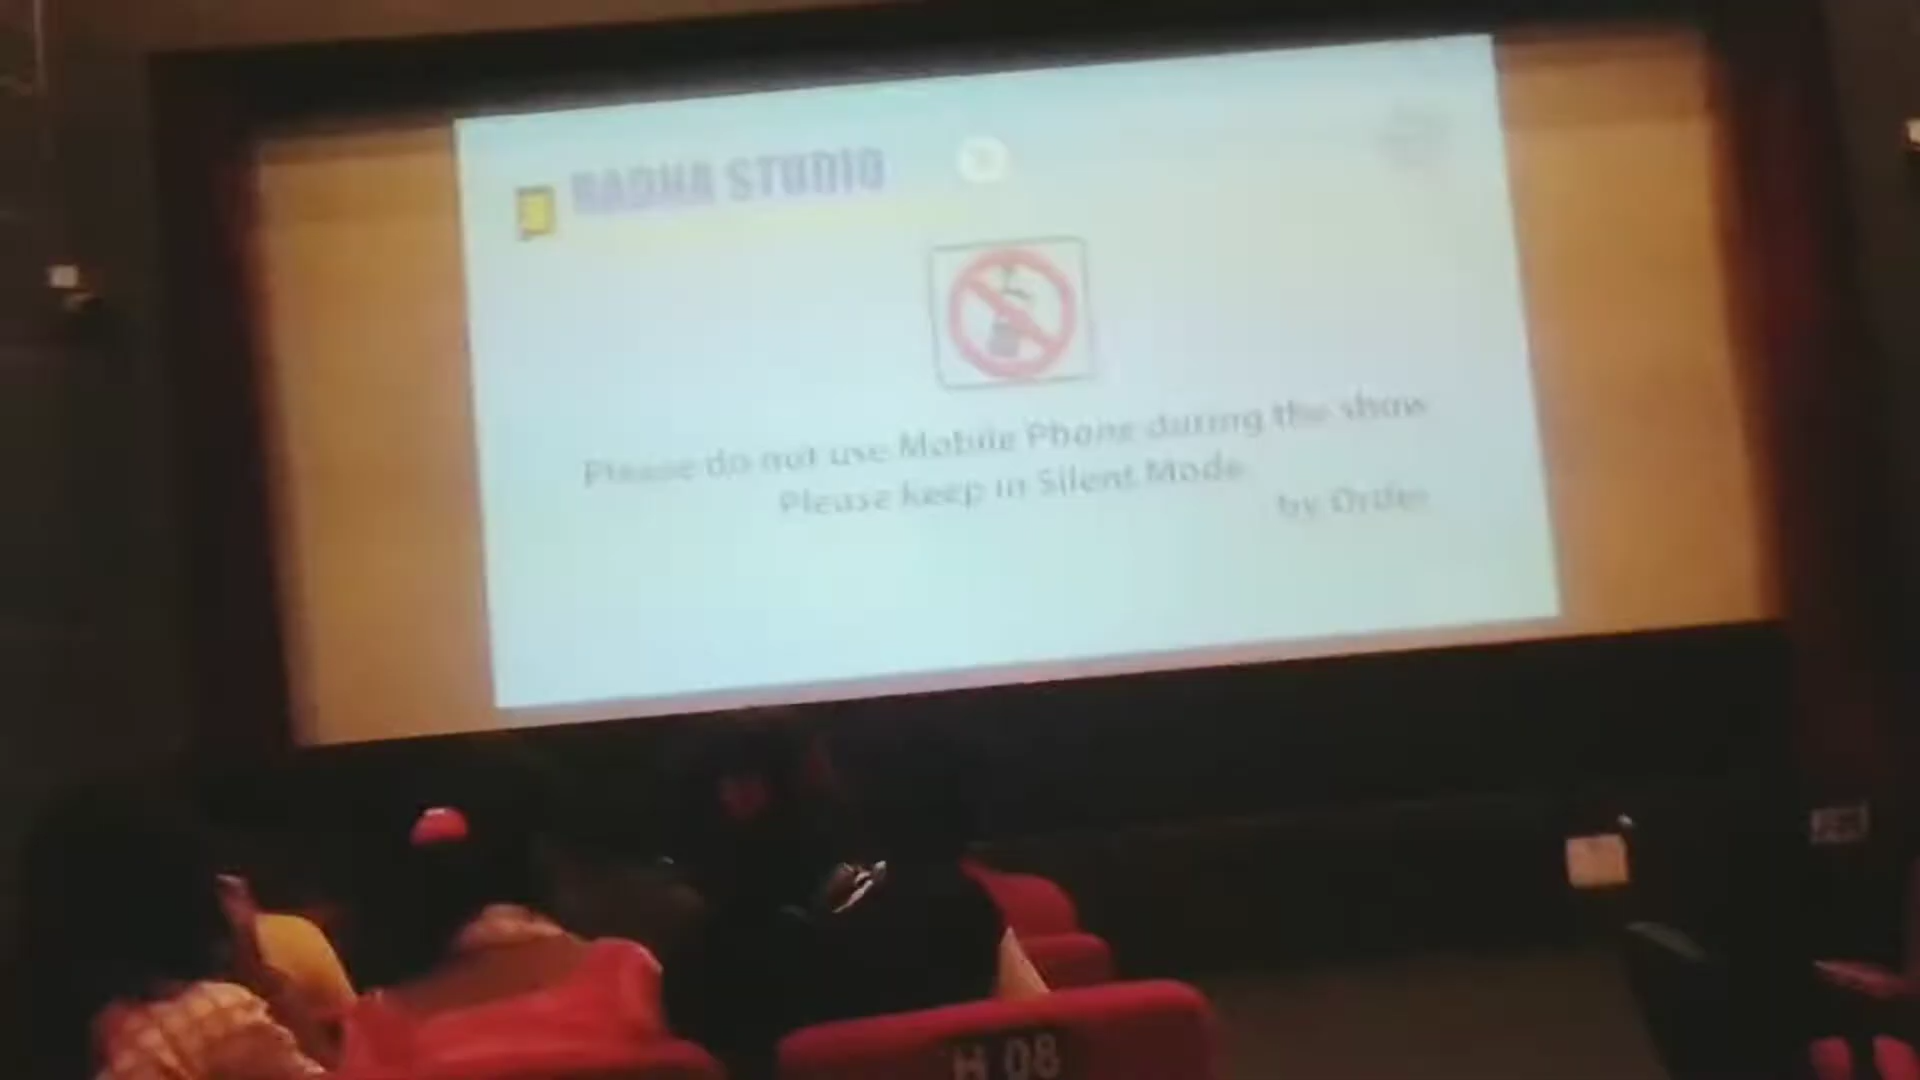 RADHA STUDIO
Please do not use Mobile Phone during the show
Please keep in Silent Mode.
by Order
H 08